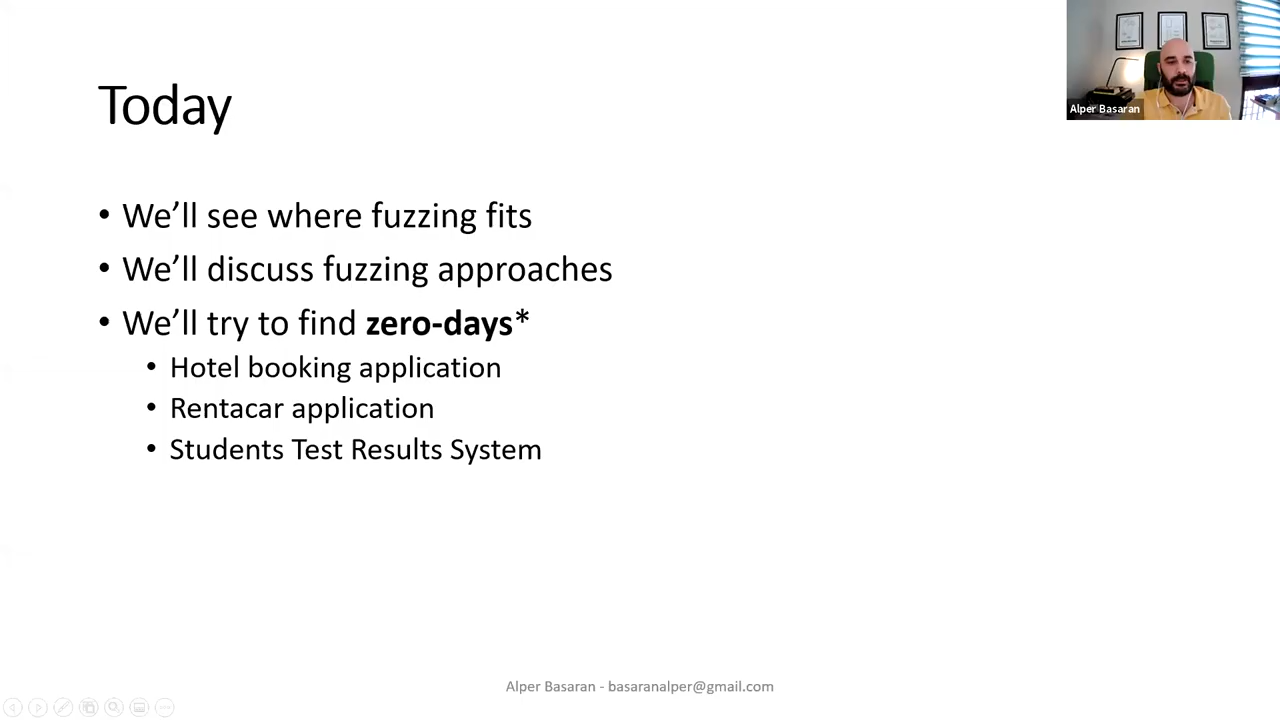 Today
• We’ll see where fuzzing fits
• We’ll discuss fuzzing approaches
• We’ll try to find zero-days*
• Hotel booking application
• Rentacar application
• Students Test Results System
Alper Basaran
Alper Basaran - basaranalper@gmail.com